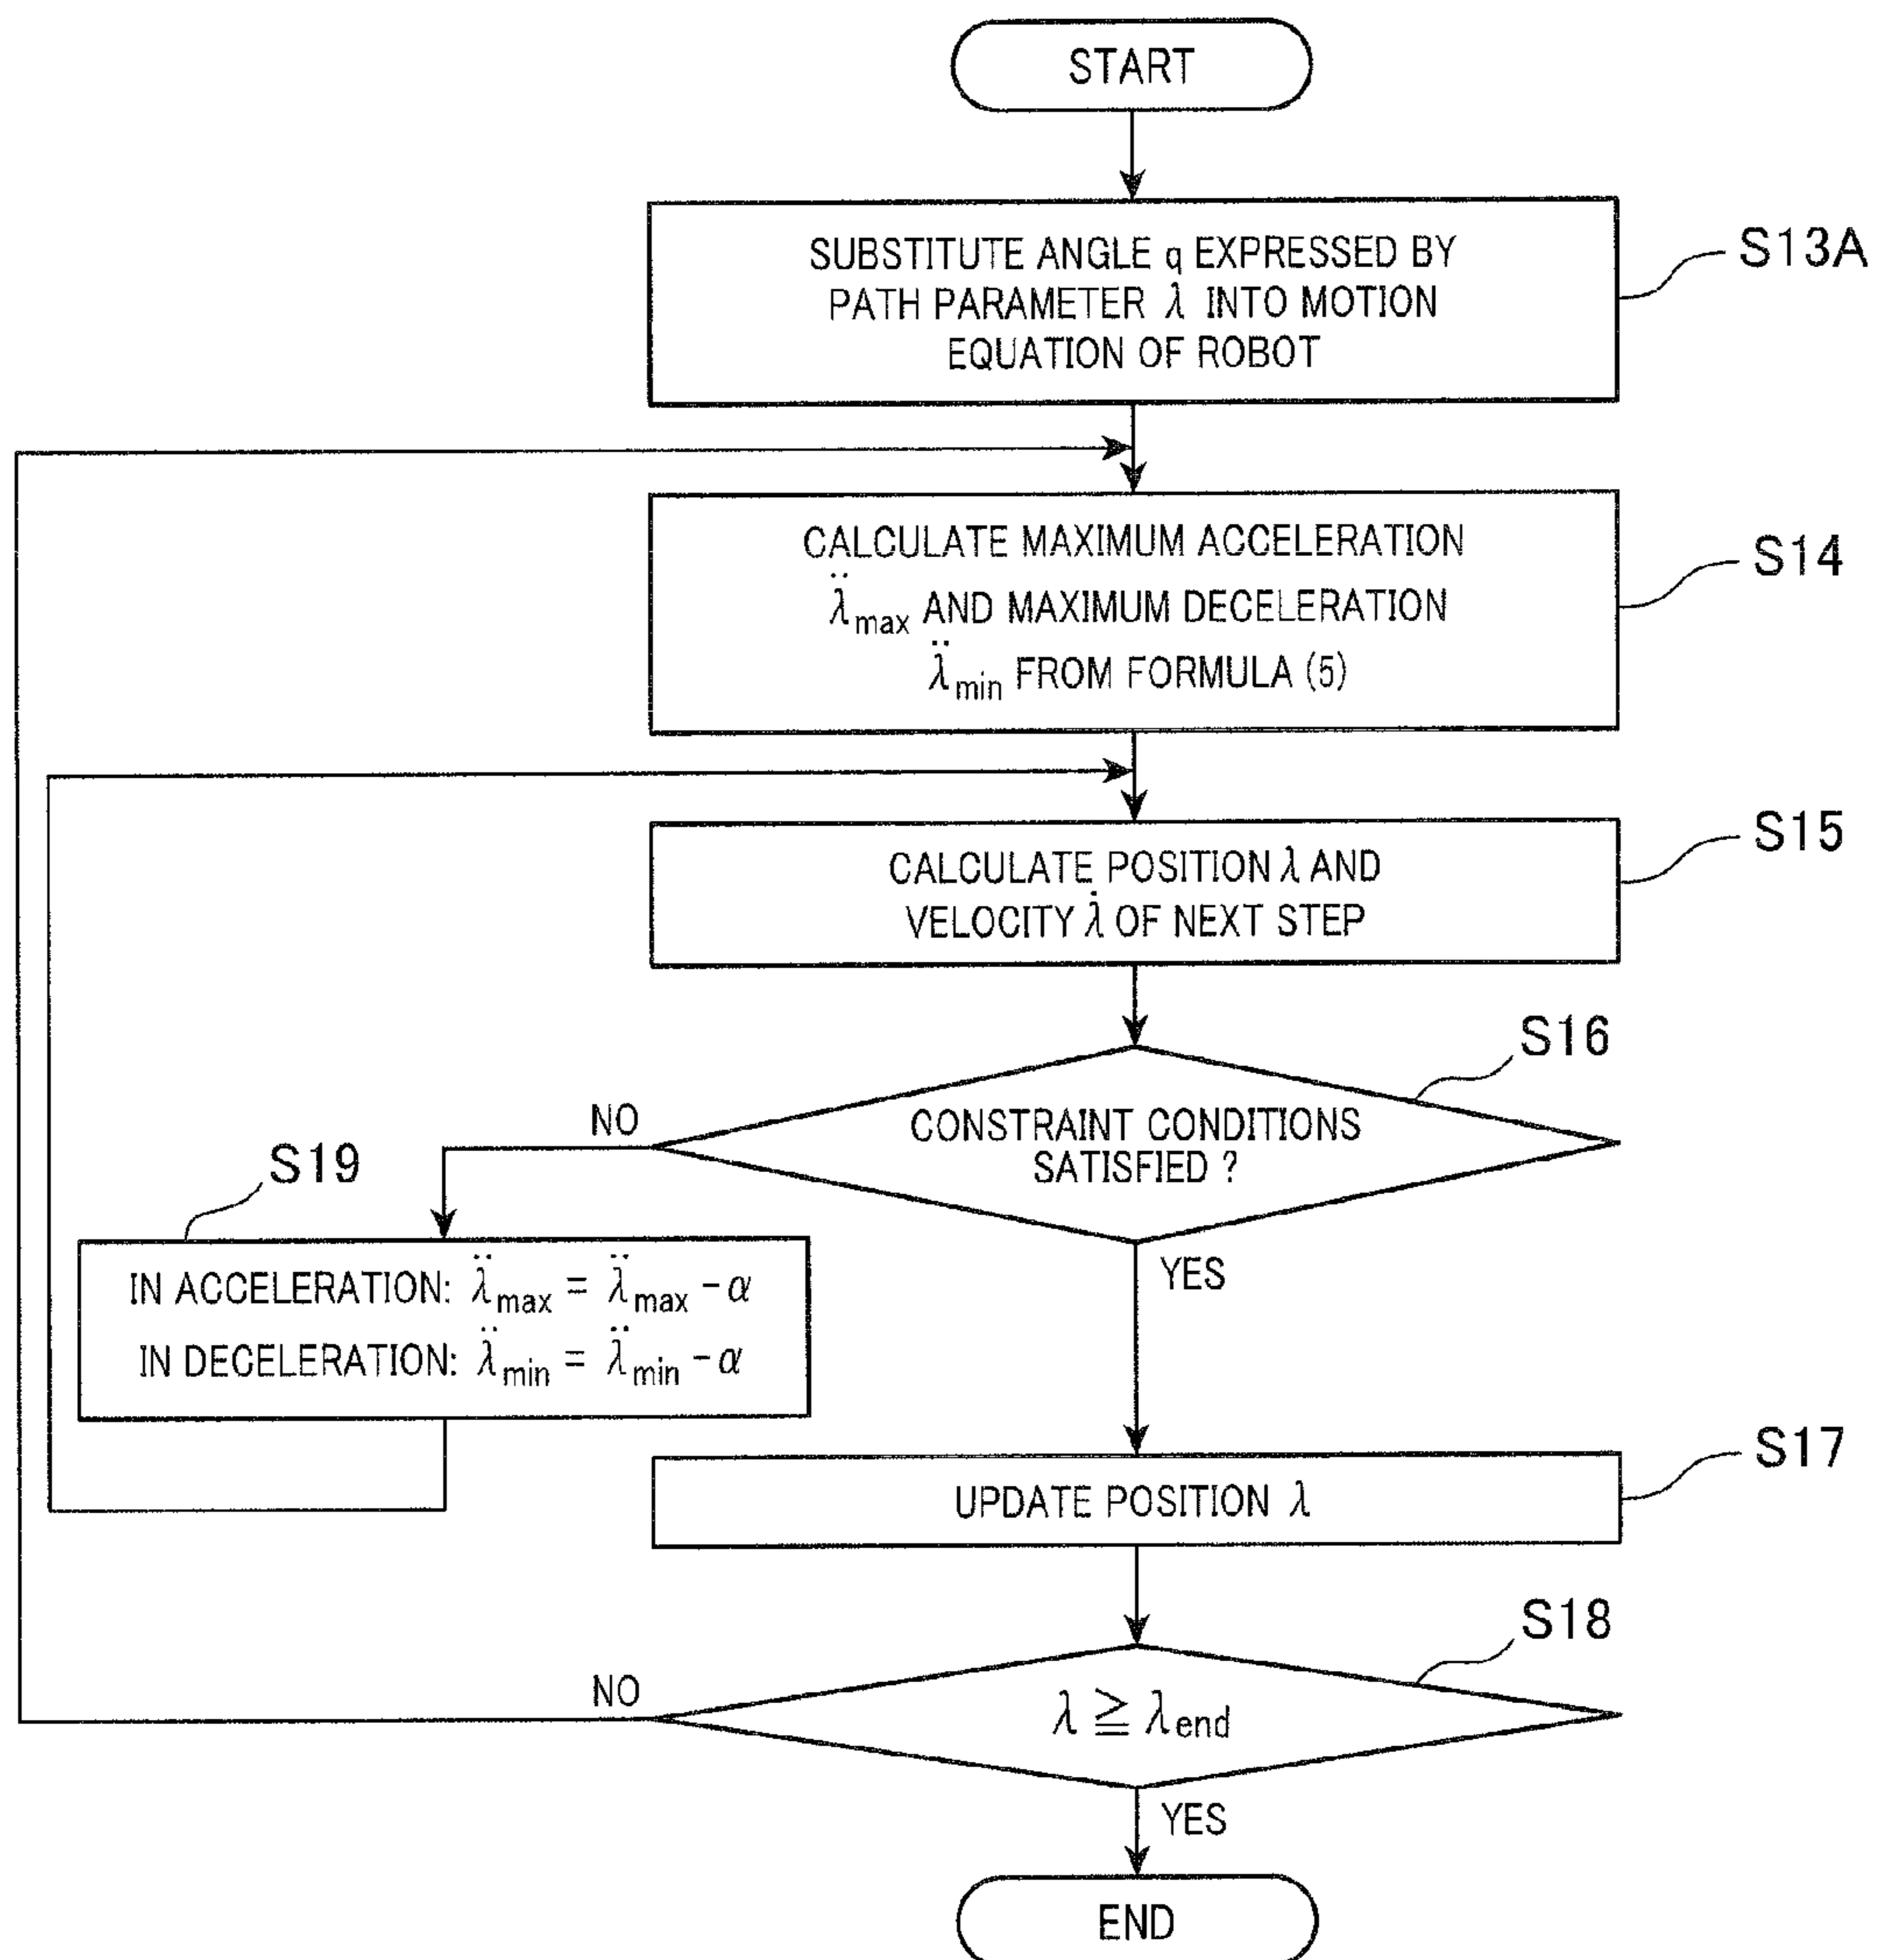 START
SUBSTITUTE ANGLE q EXPRESSED BY
PATH PARAMETER λ INTO MOTION
EQUATION OF ROBOT
S13A
CALCULATE MAXIMUM ACCELERATION
λ̈max AND MAXIMUM DECELERATION
λ̈min FROM FORMULA (5)
S14
CALCULATE POSITION λ AND
VELOCITY λ̇ OF NEXT STEP
S15
S16
CONSTRAINT CONDITIONS
SATISFIED ?
NO
YES
S19
IN ACCELERATION: λ̈max = λ̈max - α
IN DECELERATION: λ̈min = λ̈min - α
UPDATE POSITION λ
S17
S18
λ ≧ λend
NO
YES
END